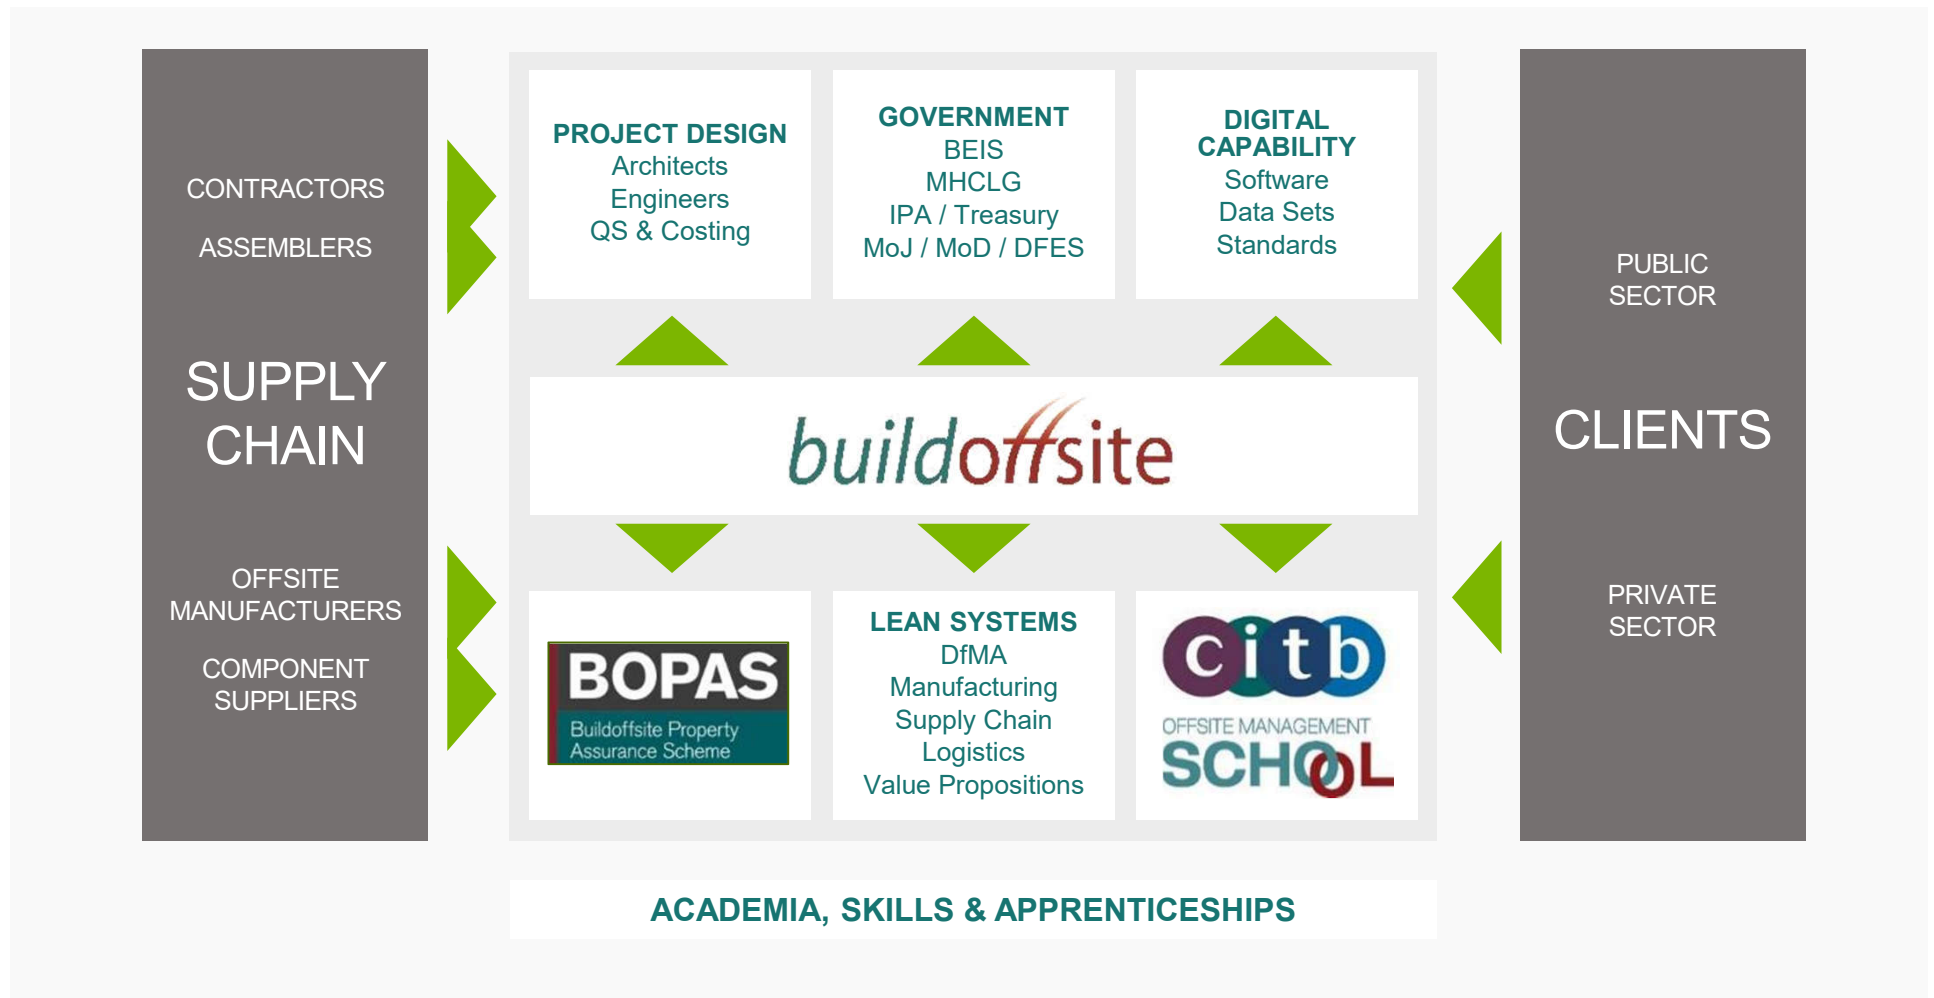 CONTRACTORS
ASSEMBLERS
SUPPLY
CHAIN
OFFSITE
MANUFACTURERS
COMPONENT
SUPPLIERS
PROJECT DESIGN
Architects
Engineers
QS & Costing
GOVERNMENT
BEIS
MHCLG
IPA / Treasury
MoJ / MoD / DFES
DIGITAL
CAPABILITY
Software
Data Sets
Standards
buildoffsite
BOPAS
Buildoffsite Property
Assurance Scheme
LEAN SYSTEMS
DfMA
Manufacturing
Supply Chain
Logistics
Value Propositions
citb
OFFSITE MANAGEMENT
SCHOOL
PUBLIC
SECTOR
CLIENTS
PRIVATE
SECTOR
ACADEMIA, SKILLS & APPRENTICESHIPS